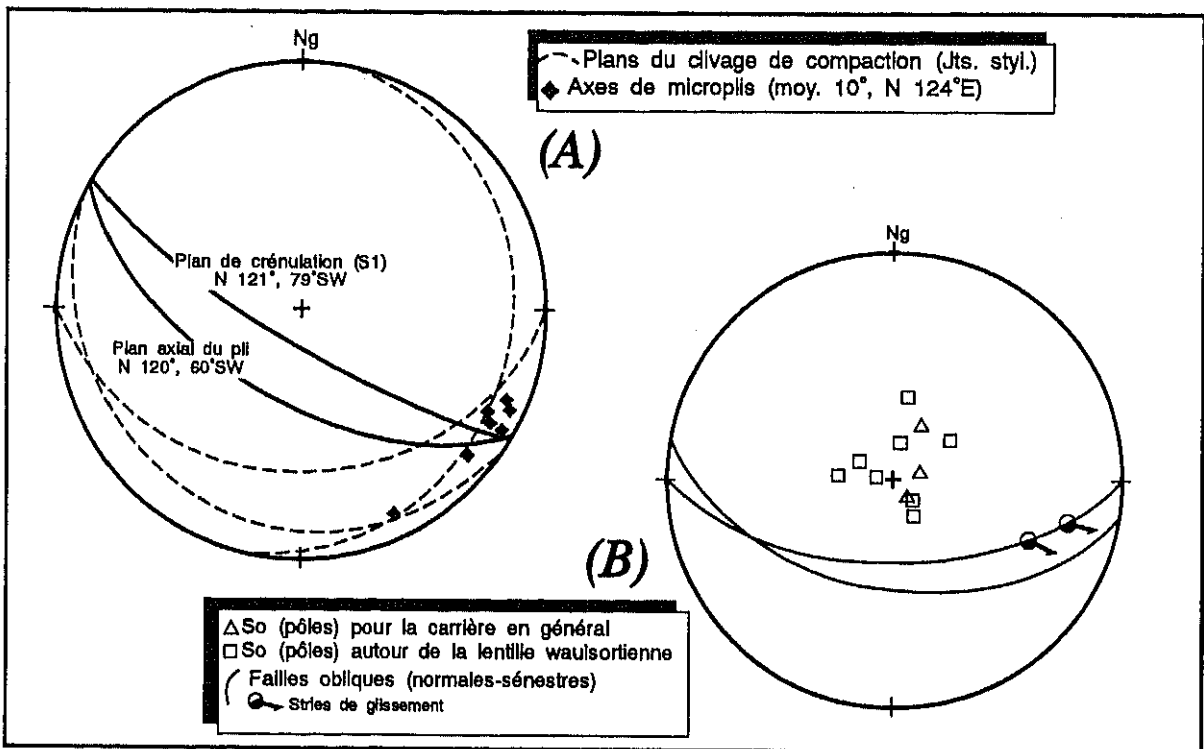 Ng
Plans du clivage de compaction (Jts. styl.)
Axes de microplis (moy. 10°, N 124°E)
(A)
Plan de crénulation (S1)
N 121°, 79°SW
Plan axial du pli
N 120°, 60°SW
Ng
(B)
So (pôles) pour la carrière en général
So (pôles) autour de la lentille waulsortienne
Failles obliques (normales-sénestres)
Stries de glissement